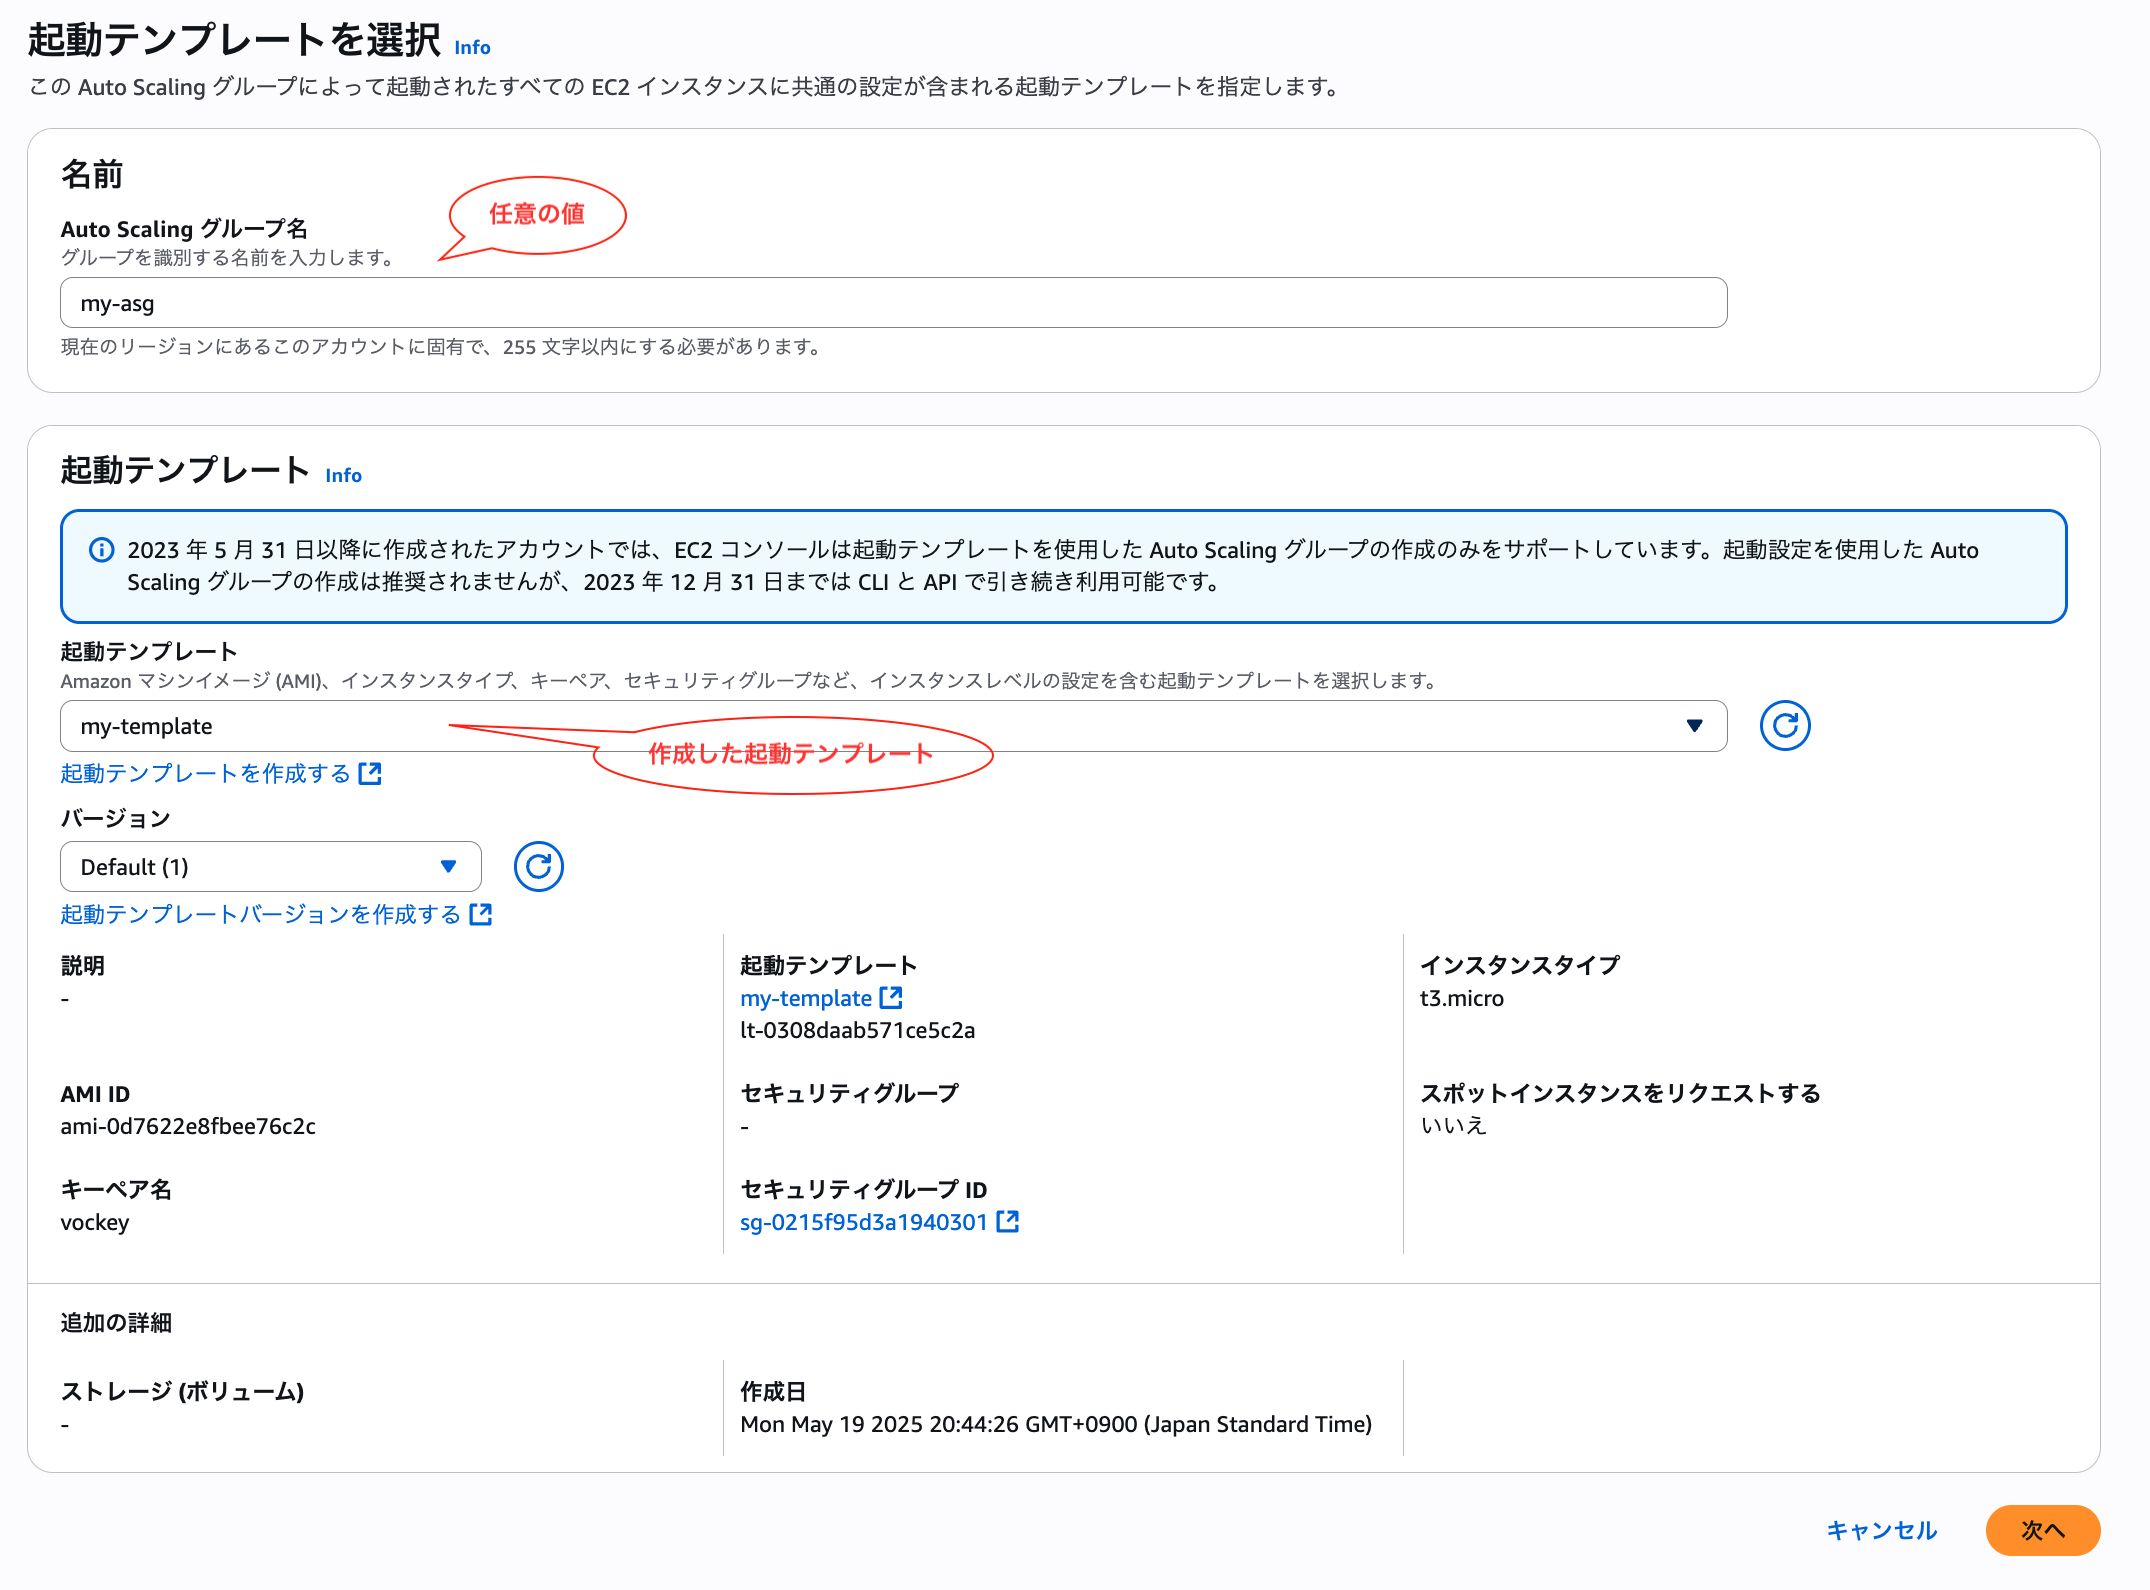 起動テンプレートを選択 Info
この Auto Scaling グループによって起動されたすべての EC2 インスタンスに共通の設定が含まれる起動テンプレートを指定します。
名前
任意の値
Auto Scaling グループ名
グループを識別する名前を入力します。
my-asg
現在のリージョンにあるこのアカウントに固有で、255 文字以内にする必要があります。
起動テンプレート Info
2023 年 5 月 31 日以降に作成されたアカウントでは、EC2 コンソールは起動テンプレートを使用した Auto Scaling グループの作成のみをサポートしています。起動設定を使用した Auto
Scaling グループの作成は推奨されませんが、2023 年 12 月 31 日までは CLI と API で引き続き利用可能です。
起動テンプレート
Amazon マシンイメージ (AMI)、インスタンスタイプ、キーペア、セキュリティグループなど、インスタンスレベルの設定を含む起動テンプレートを選択します。
my-template
作成した起動テンプレート
起動テンプレートを作成する
バージョン
Default (1)
起動テンプレートバージョンを作成する
説明
-
起動テンプレート
my-template
lt-0308daab571ce5c2a
インスタンスタイプ
t3.micro
AMI ID
ami-0d7622e8fbee76c2c
セキュリティグループ
-
スポットインスタンスをリクエストする
いいえ
キーペア名
vockey
セキュリティグループ ID
sg-0215f95d3a1940301
追加の詳細
ストレージ (ボリューム)
-
作成日
Mon May 19 2025 20:44:26 GMT+0900 (Japan Standard Time)
キャンセル
次へ